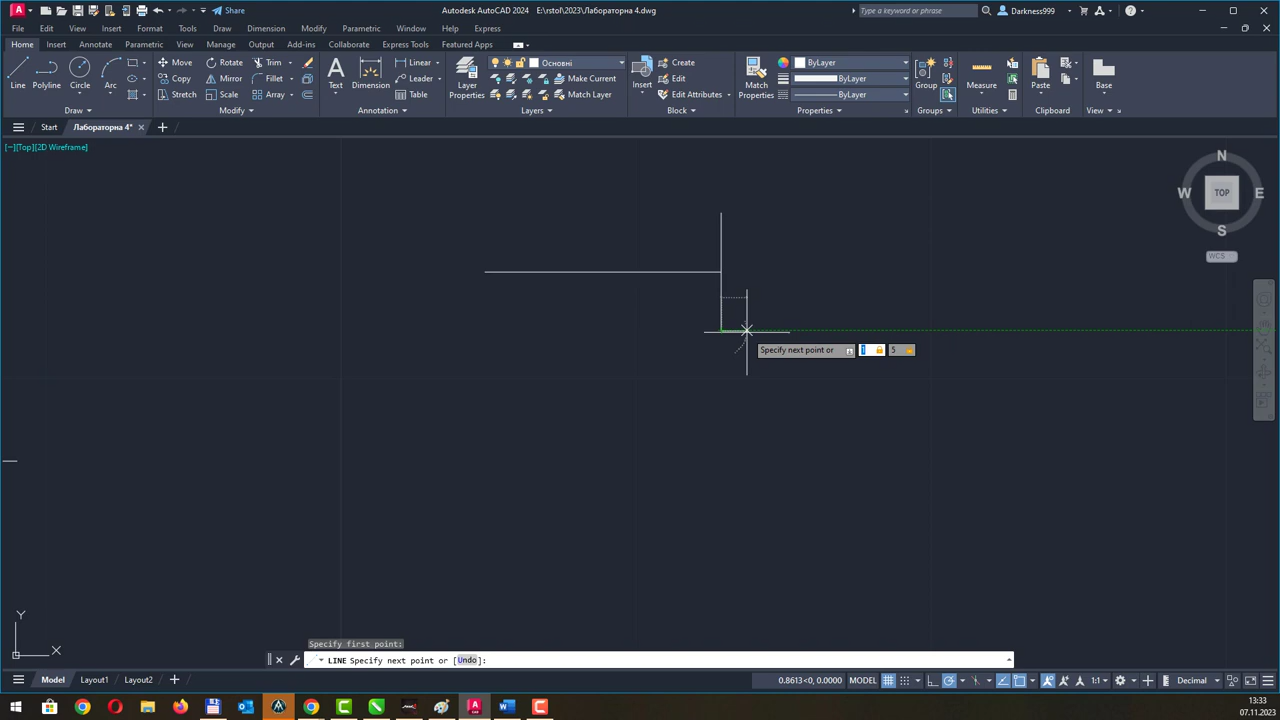 Autodesk AutoCAD 2024 E:\rstof\2023\Лабораторна 4.dwg
Share
Type a keyword or phrase
Darkness999
File Edit View Insert Format Tools Draw Dimension Modify Parametric Window Help Express
Home Insert Annotate Parametric View Manage Output Add-ins Collaborate Express Tools Featured Apps
Line Polyline Circle Arc
Move Rotate Trim
Copy Mirror Fillet
Stretch Scale Array
Text Dimension
Linear
Leader
Table
Layer Properties
Основні
Make Current
Match Layer
Insert
Create
Edit
Edit Attributes
Match Properties
ByLayer
ByLayer
ByLayer
Group
Measure
Paste
Base
Draw Modify Annotation Layers Block Properties Groups Utilities Clipboard View
Start Лабораторна 4*
[−][Top][2D Wireframe]
N
W TOP E
S
WCS
Specify next point or 1 5
Y
X
Specify first point:
LINE Specify next point or [Undo]:
Model Layout1 Layout2
0.8613<0, 0.0000 MODEL 1:1 Decimal
13:33
07.11.2023